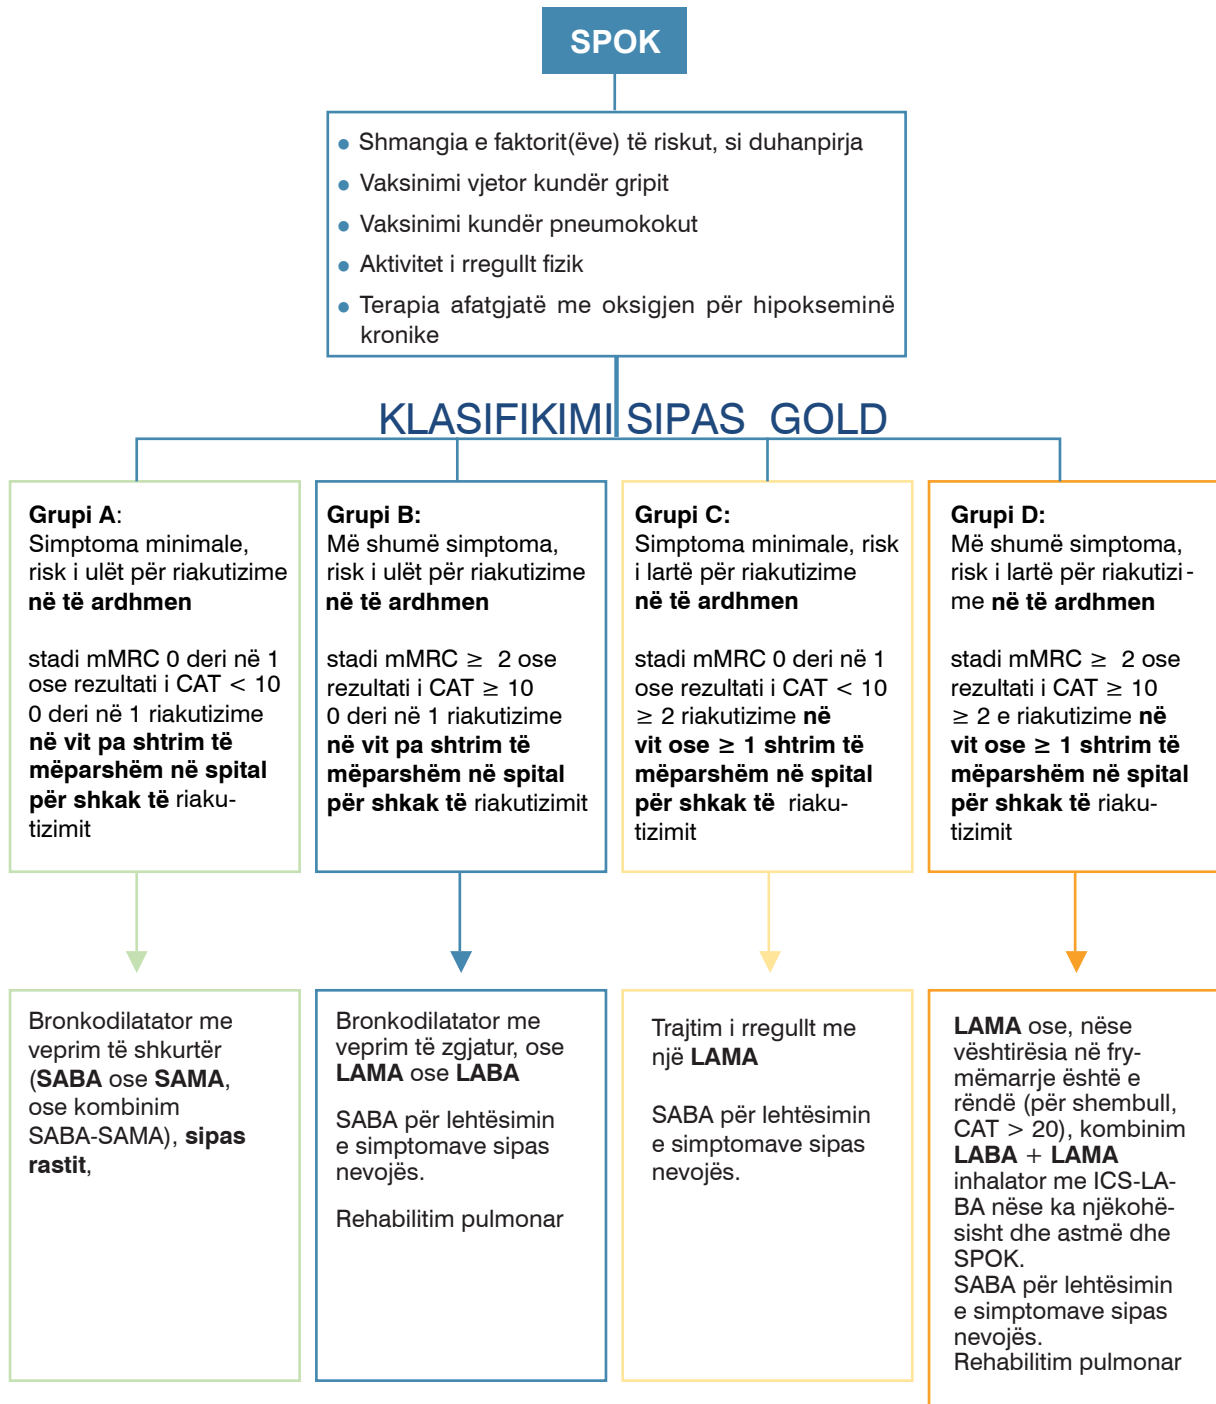 SPOK
Shmangia e faktorit(ëve) të riskut, si duhanpirja
Vaksinimi vjetor kundër gripit
Vaksinimi kundër pneumokokut
Aktivitet i rregullt fizik
Terapia afatgjatë me oksigjen për hipokseminë
kronike
KLASIFIKIMI SIPAS GOLD
Grupi A:
Simptoma minimale,
risk i ulët për riakutizime
në të ardhmen
stadi mMRC 0 deri në 1
ose rezultati i CAT < 10
0 deri në 1 riakutizime
në vit pa shtrim të
mëparshëm në spital
për shkak të riaku-
tizimit
Grupi B:
Më shumë simptoma,
risk i ulët për riakutizime
në të ardhmen
stadi mMRC ≥ 2 ose
rezultati i CAT ≥ 10
0 deri në 1 riakutizime
në vit pa shtrim të
mëparshëm në spital
për shkak të riakutizimit
Grupi C:
Simptoma minimale, risk
i lartë për riakutizime
në të ardhmen
stadi mMRC 0 deri në 1
ose rezultati i CAT < 10
≥ 2 riakutizime në
vit ose ≥ 1 shtrim të
mëparshëm në spital
për shkak të riaku-
tizimit
Grupi D:
Më shumë simptoma,
risk i lartë për riakutizi-
me në të ardhmen
stadi mMRC ≥ 2 ose
rezultati i CAT ≥ 10
≥ 2 e riakutizime në
vit ose ≥ 1 shtrim të
mëparshëm në spital
për shkak të riaku-
tizimit
Bronkodilatator me
veprim të shkurtër
(SABA ose SAMA,
ose kombinim
SABA-SAMA), sipas
rastit,
Bronkodilatator me
veprim të zgjatur, ose
LAMA ose LABA
SABA për lehtësimin
e simptomave sipas
nevojës.
Rehabilitim pulmonar
Trajtim i rregullt me
një LAMA
SABA për lehtësimin
e simptomave sipas
nevojës.
LAMA ose, nëse
vështirësia në fry-
mëmarrje është e
rëndë (për shembull,
CAT > 20), kombinim
LABA + LAMA
inhalator me ICS-LA-
BA nëse ka njëkohë-
sisht dhe astmë dhe
SPOK.
SABA për lehtësimin
e simptomave sipas
nevojës.
Rehabilitim pulmonar